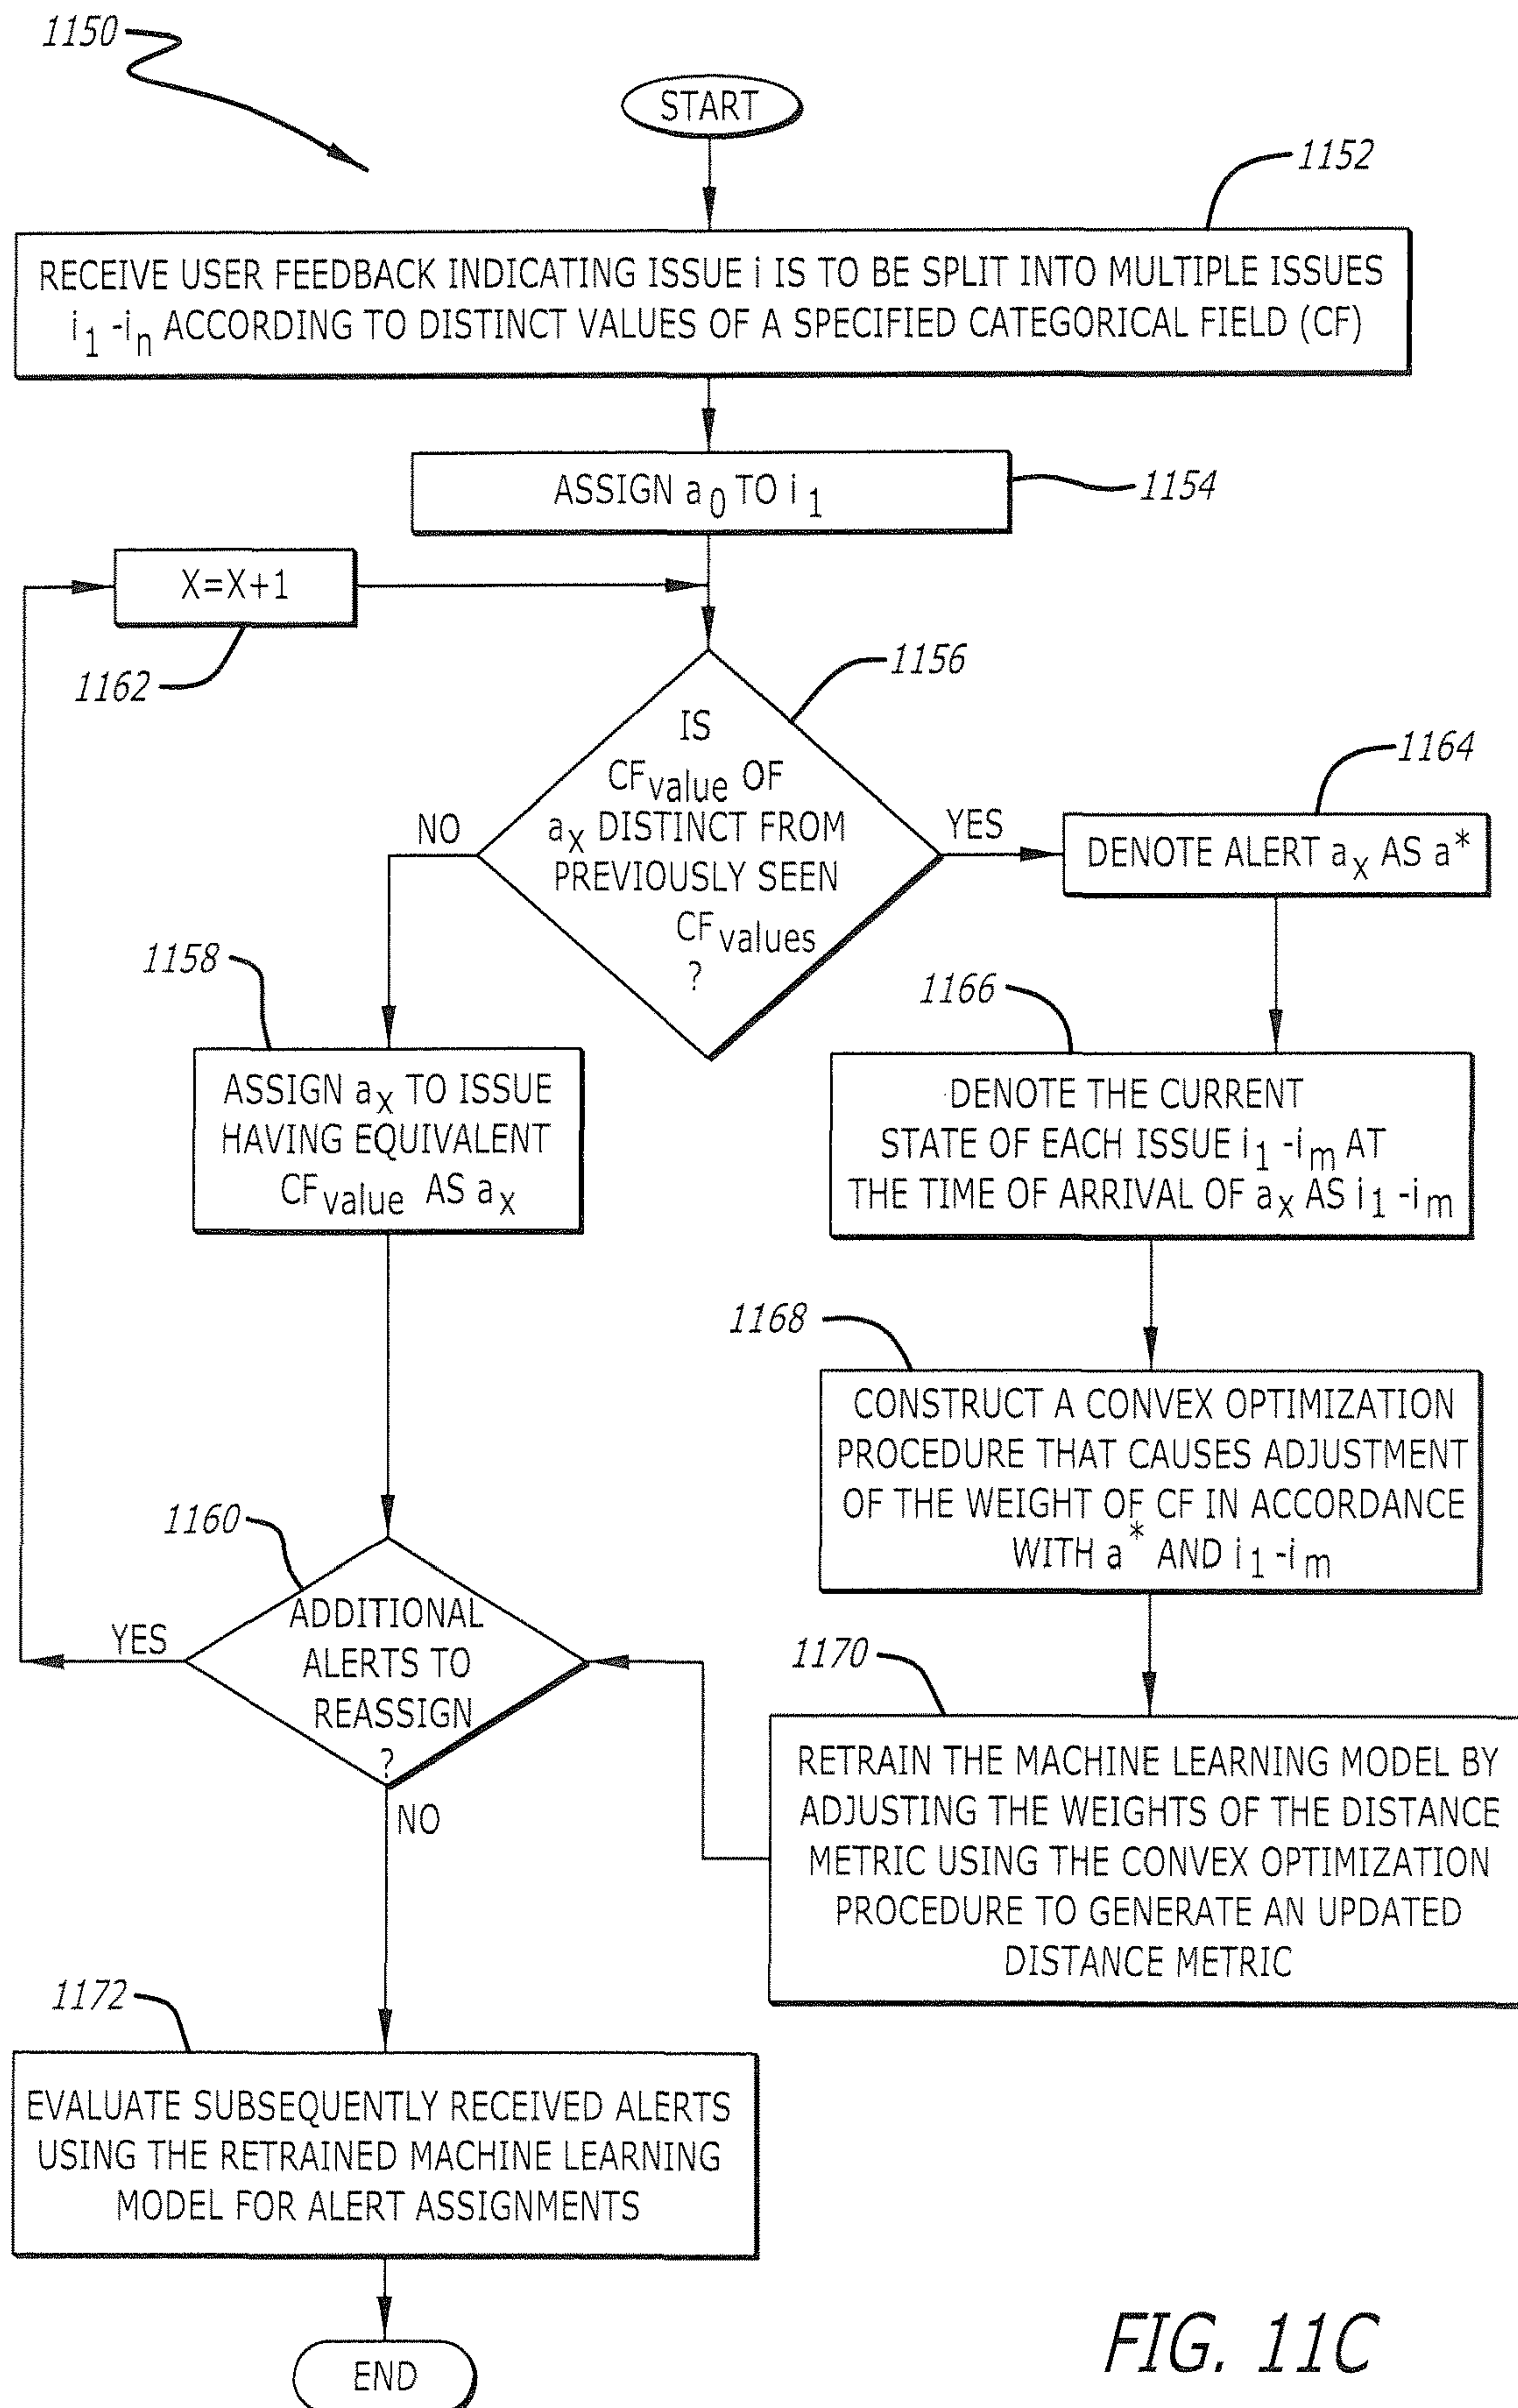 1150
START
1152
RECEIVE USER FEEDBACK INDICATING ISSUE i IS TO BE SPLIT INTO MULTIPLE ISSUES
i1 -in ACCORDING TO DISTINCT VALUES OF A SPECIFIED CATEGORICAL FIELD (CF)
ASSIGN a0 TO i1
1154
X=X+1
1162
1156
IS
CFvalue OF
ax DISTINCT FROM
PREVIOUSLY SEEN
CFvalues
?
NO
YES
1164
DENOTE ALERT ax AS a*
1158
ASSIGN ax TO ISSUE
HAVING EQUIVALENT
CFvalue AS ax
1166
DENOTE THE CURRENT
STATE OF EACH ISSUE i1 -im AT
THE TIME OF ARRIVAL OF ax AS i1 -im
1168
CONSTRUCT A CONVEX OPTIMIZATION
PROCEDURE THAT CAUSES ADJUSTMENT
OF THE WEIGHT OF CF IN ACCORDANCE
WITH a* AND i1 -im
1160
ADDITIONAL
ALERTS TO
REASSIGN
?
YES
NO
1170
RETRAIN THE MACHINE LEARNING MODEL BY
ADJUSTING THE WEIGHTS OF THE DISTANCE
METRIC USING THE CONVEX OPTIMIZATION
PROCEDURE TO GENERATE AN UPDATED
DISTANCE METRIC
1172
EVALUATE SUBSEQUENTLY RECEIVED ALERTS
USING THE RETRAINED MACHINE LEARNING
MODEL FOR ALERT ASSIGNMENTS
END
FIG. 11C